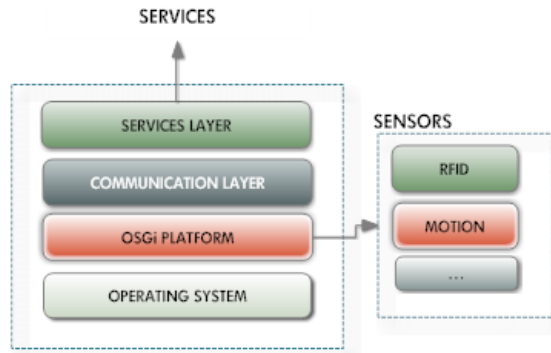 SERVICES
SERVICES LAYER
COMMUNICATION LAYER
OSGi PLATFORM
OPERATING SYSTEM
SENSORS
RFID
MOTION
...